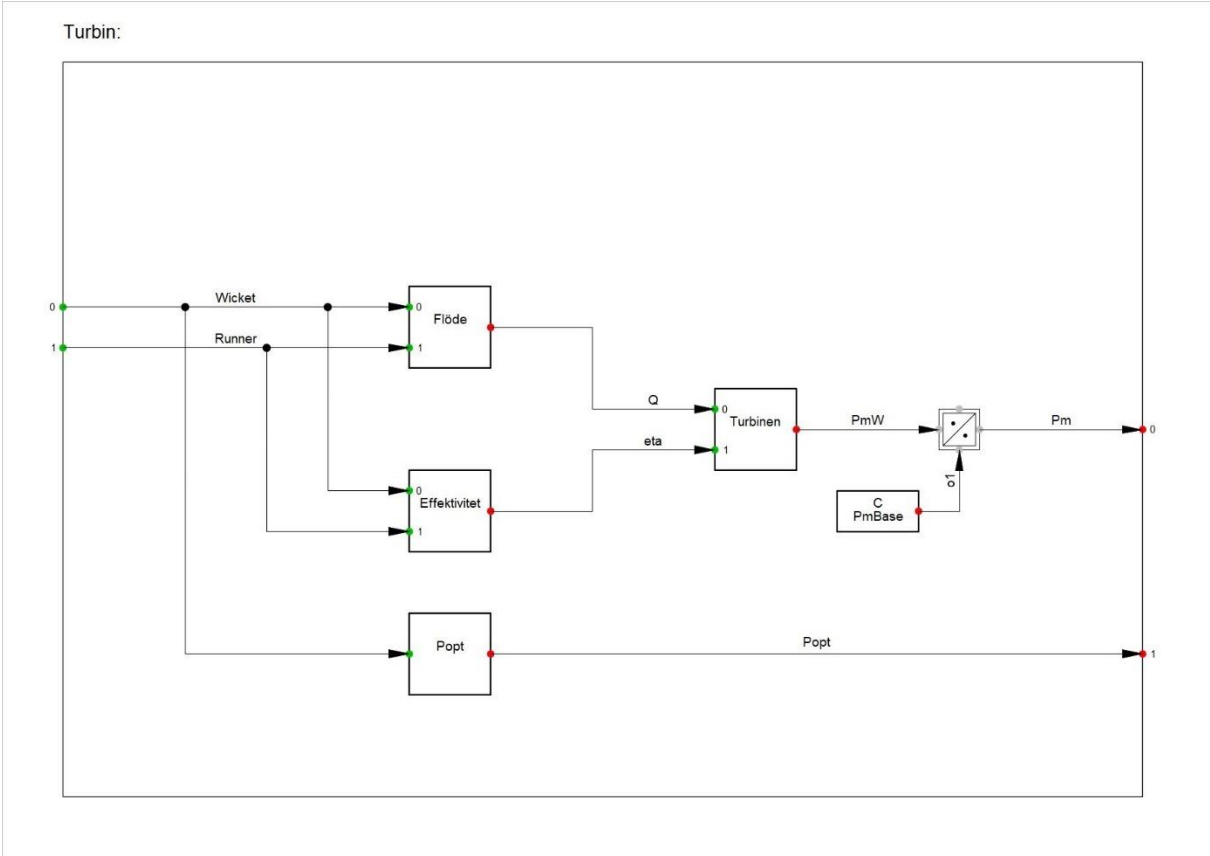 Turbin:
0
Wicket
0
Flöde
1
Runner
1
Q
0
Turbinen
PmW
Pm
0
eta
1
o1
0
Effektivitet
C
PmBase
1
Popt
Popt
1